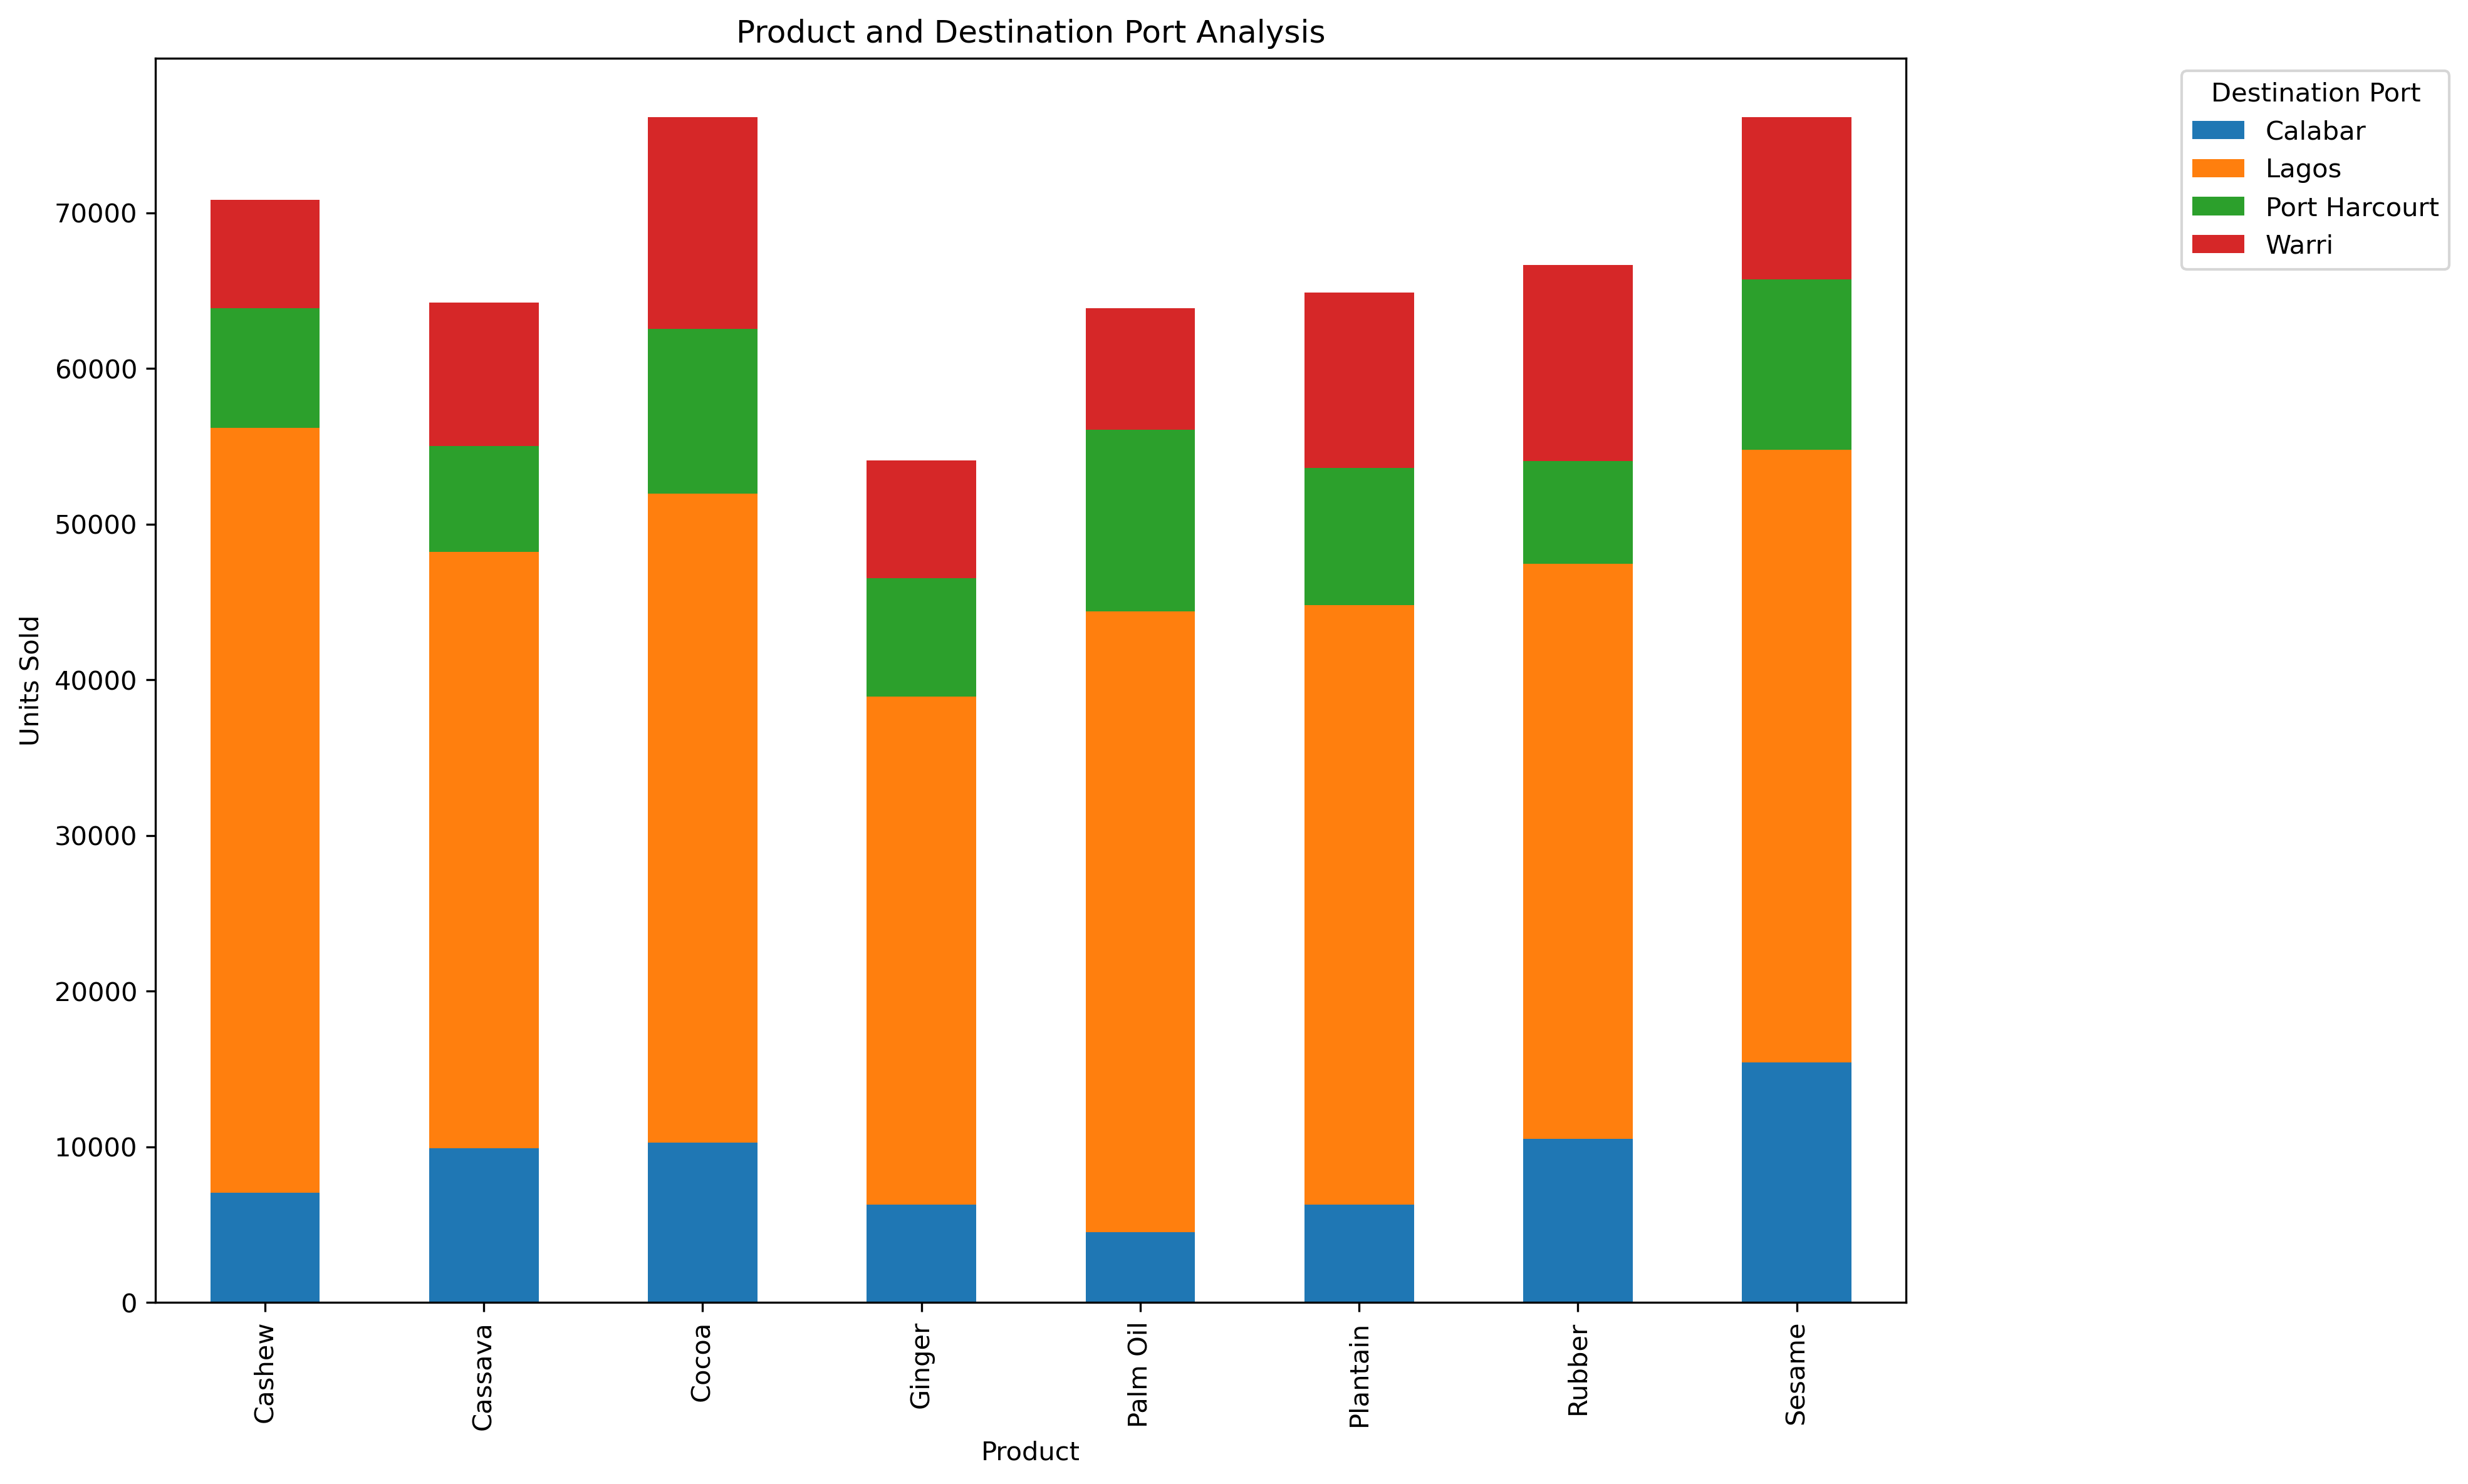 Product and Destination Port Analysis
Destination Port
Calabar
Lagos
Port Harcourt
Warri
Units Sold
70000
60000
50000
40000
30000
20000
10000
0
Cashew
Cassava
Cocoa
Ginger
Palm Oil
Plantain
Rubber
Sesame
Product